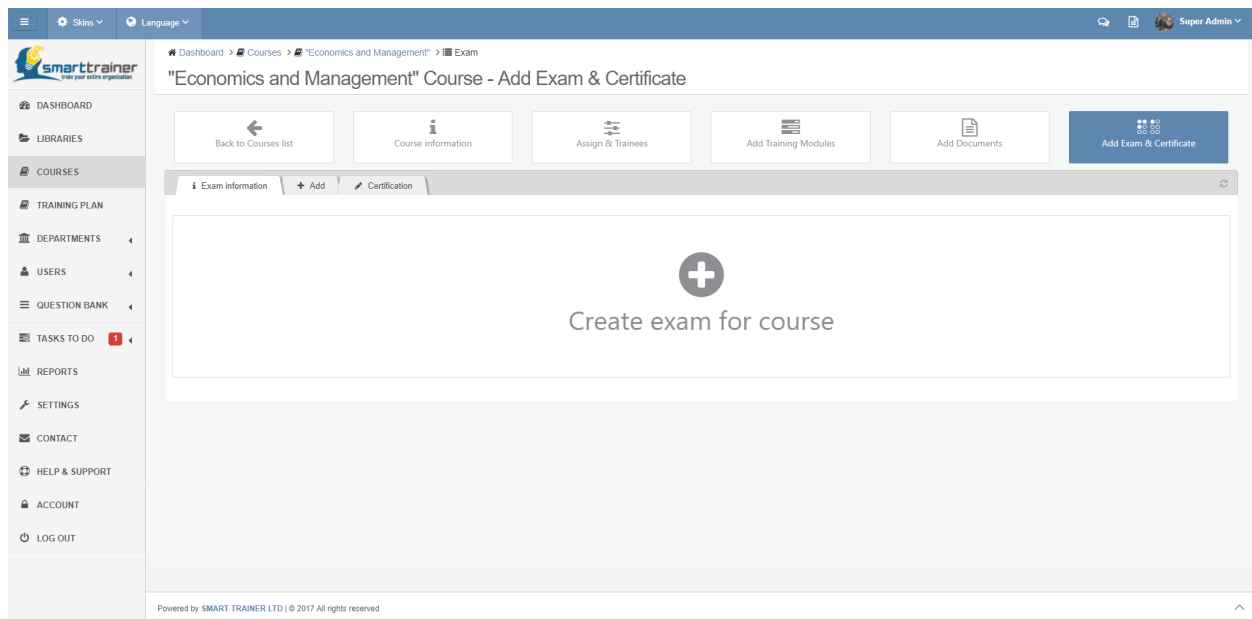 Skins
Language
Super Admin
smarttrainer
train your entire organization
Dashboard > Courses > "Economics and Management" > Exam
"Economics and Management" Course - Add Exam & Certificate
DASHBOARD
LIBRARIES
COURSES
TRAINING PLAN
DEPARTMENTS
USERS
QUESTION BANK
TASKS TO DO 1
REPORTS
SETTINGS
CONTACT
HELP & SUPPORT
ACCOUNT
LOG OUT
Back to Courses list
Course information
Assign & Trainees
Add Training Modules
Add Documents
Add Exam & Certificate
Exam information
Add
Certification
Create exam for course
Powered by SMART TRAINER LTD | © 2017 All rights reserved